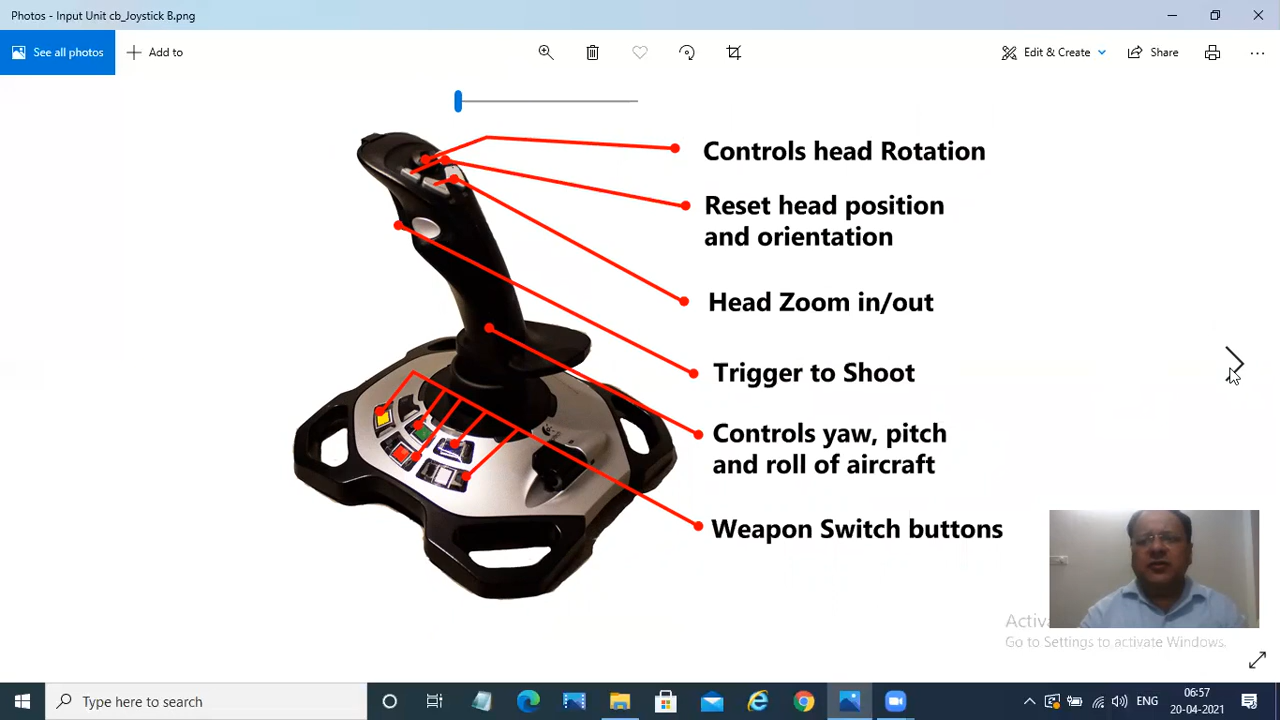 Photos - Input Unit cb_Joystick B.png
See all photos
Add to
Edit & Create
Share
Controls head Rotation
Reset head position
and orientation
Head Zoom in/out
Trigger to Shoot
Controls yaw, pitch
and roll of aircraft
Weapon Switch buttons
Activa
Go to Settings to activate Windows.
Type here to search
ENG
06:57
20-04-2021